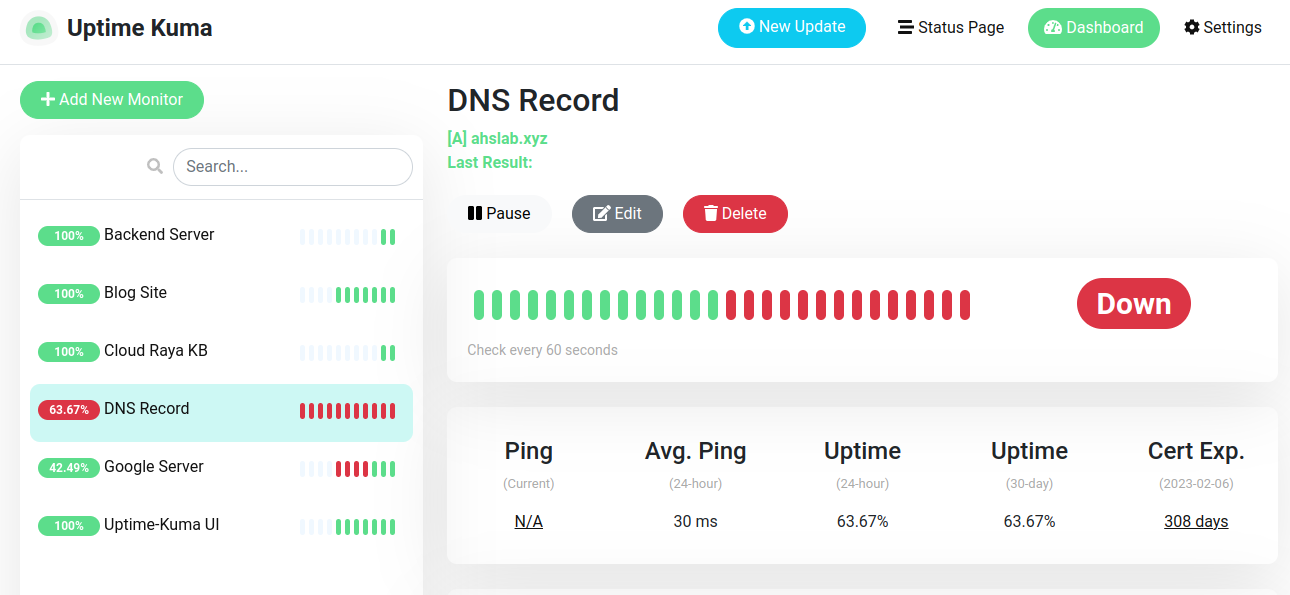 Uptime Kuma
New Update
Status Page
Dashboard
Settings
Add New Monitor
Search...
100% Backend Server
100% Blog Site
100% Cloud Raya KB
63.67% DNS Record
42.49% Google Server
100% Uptime-Kuma UI
DNS Record
[A] ahslab.xyz
Last Result:
Pause
Edit
Delete
Down
Check every 60 seconds
Ping Avg. Ping Uptime Uptime Cert Exp.
(Current) (24-hour) (24-hour) (30-day) (2023-02-06)
N/A 30 ms 63.67% 63.67% 308 days